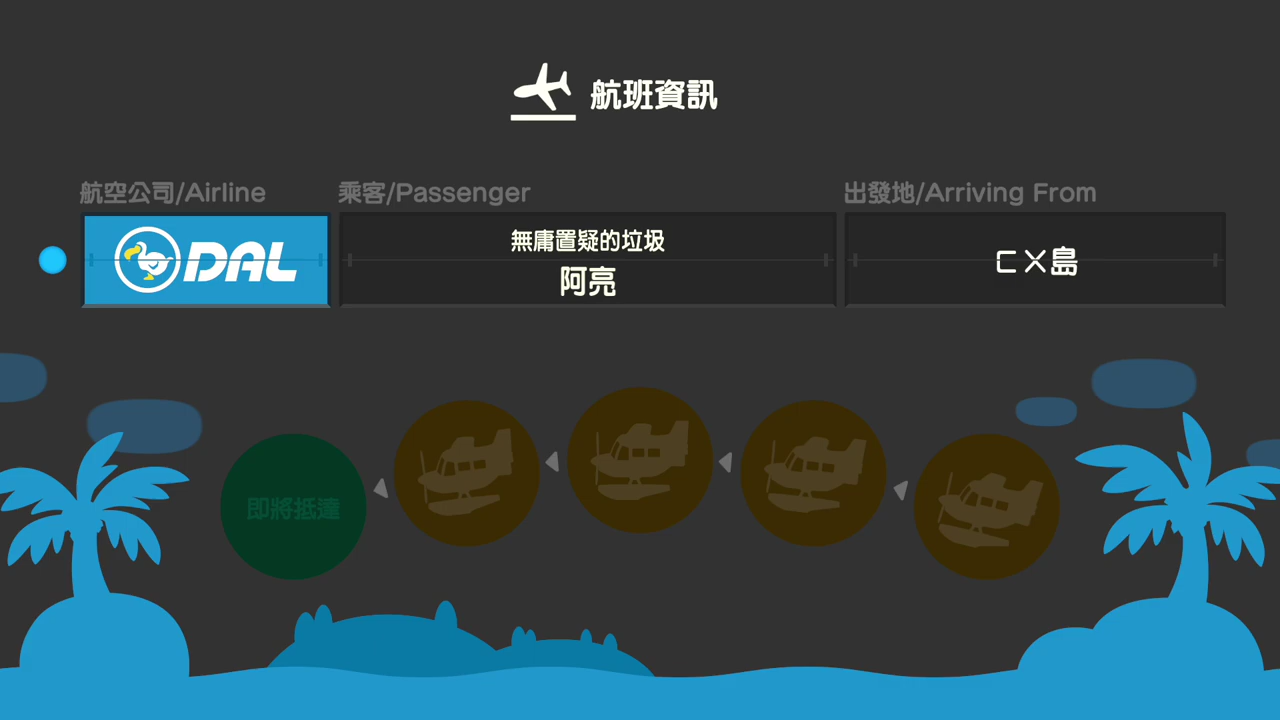 航班資訊
航空公司/Airline
乘客/Passenger
出發地/Arriving From
DAL
無庸置疑的垃圾
阿亮
ㄈㄨ島
即將抵達